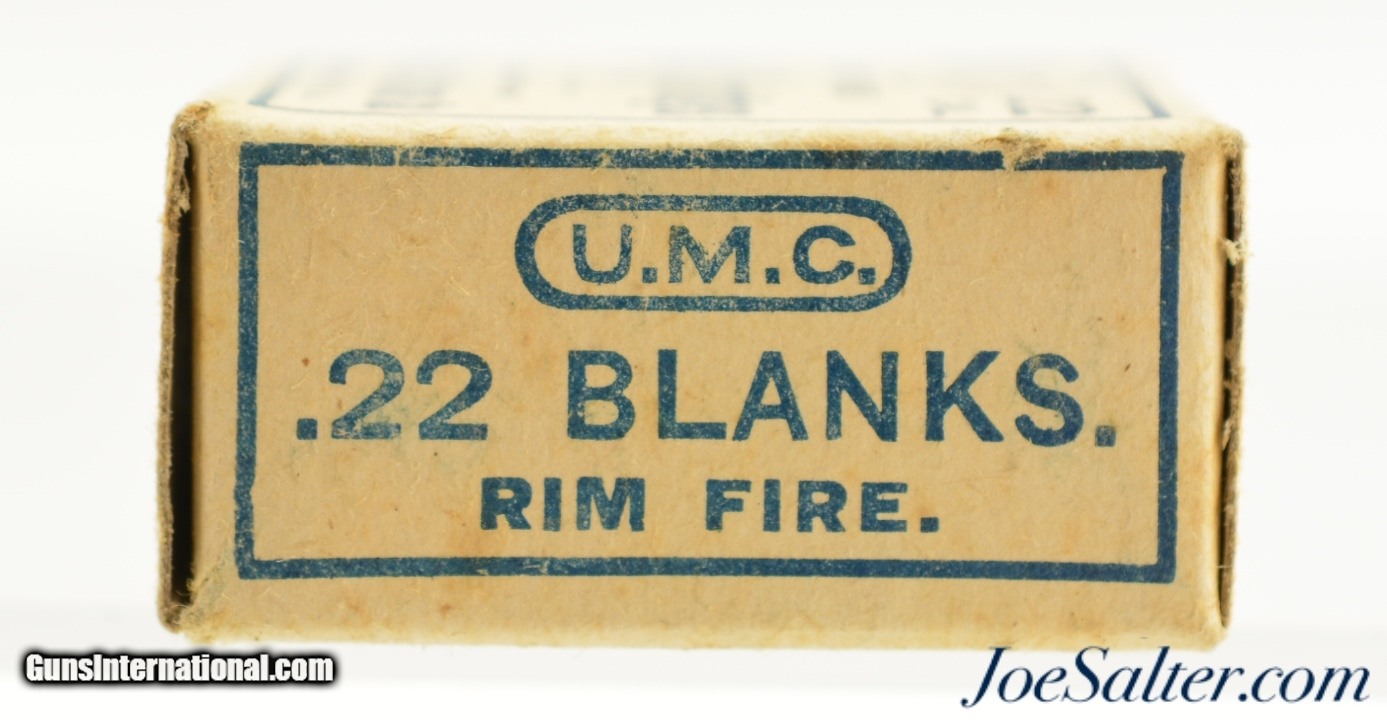 U.M.C.
.22 BLANKS.
RIM FIRE.
GunsInternational.com
JoeSalter.com